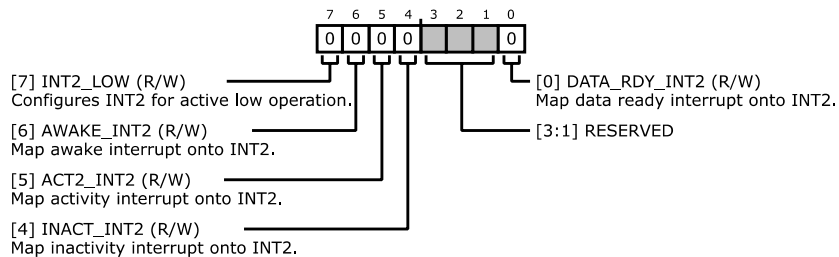 7 6 5 4 3 2 1 0
0 0 0 0 0
[7] INT2_LOW (R/W)
Configures INT2 for active low operation.
[6] AWAKE_INT2 (R/W)
Map awake interrupt onto INT2.
[5] ACT2_INT2 (R/W)
Map activity interrupt onto INT2.
[4] INACT_INT2 (R/W)
Map inactivity interrupt onto INT2.
[0] DATA_RDY_INT2 (R/W)
Map data ready interrupt onto INT2.
[3:1] RESERVED